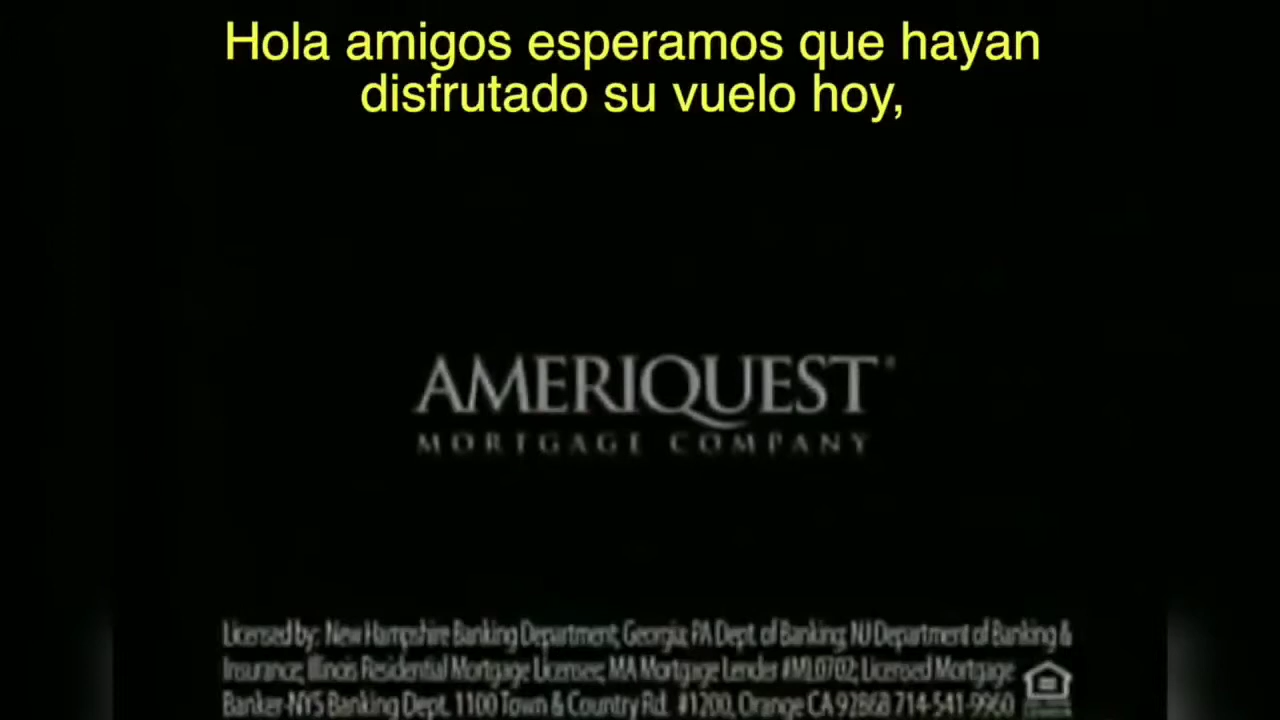 Hola amigos esperamos que hayan
disfrutado su vuelo hoy,
AMERIQUEST
MORTGAGE COMPANY
Licensed by: New Hampshire Banking Department; Georgia; PA Dept. of Banking; NJ Department of Banking &
Insurance; Illinois Residential Mortgage Licensee; MA Mortgage Lender #ML0702; Licensed Mortgage
Banker-NYS Banking Dept. 1100 Town & Country Rd. #1200, Orange CA 92868 714-541-9960